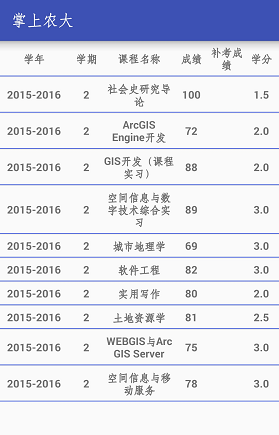 掌上农大
学年 学期 课程名称 成绩 补考成绩 学分
2015-2016 2 社会史研究导论 100 1.5
2015-2016 2 ArcGIS Engine开发 72 2.0
2015-2016 2 GIS开发（课程实习） 88 2.0
2015-2016 2 空间信息与数字技术综合实习 89 3.0
2015-2016 2 城市地理学 69 3.0
2015-2016 2 软件工程 82 3.0
2015-2016 2 实用写作 80 2.0
2015-2016 2 土地资源学 81 2.5
2015-2016 2 WEBGIS与ArcGIS Server 75 3.0
2015-2016 2 空间信息与移动服务 78 3.0